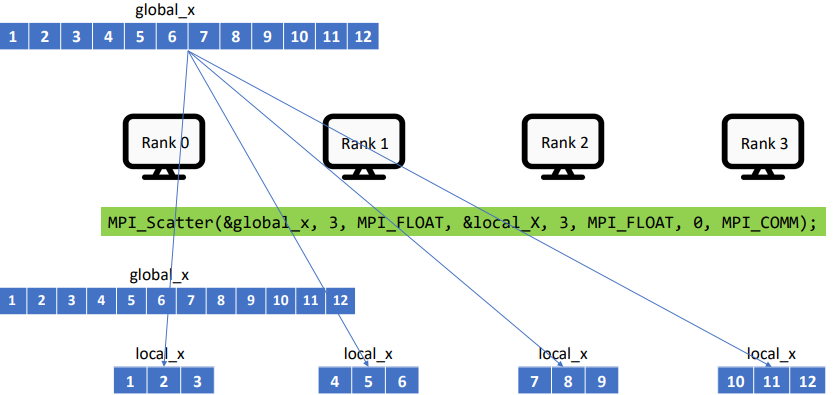 global_x
1 2 3 4 5 6 7 8 9 10 11 12
Rank 0 Rank 1 Rank 2 Rank 3
MPI_Scatter(&global_x, 3, MPI_FLOAT, &local_X, 3, MPI_FLOAT, 0, MPI_COMM);
global_x
1 2 3 4 5 6 7 8 9 10 11 12
local_x local_x local_x local_x
1 2 3 4 5 6 7 8 9 10 11 12